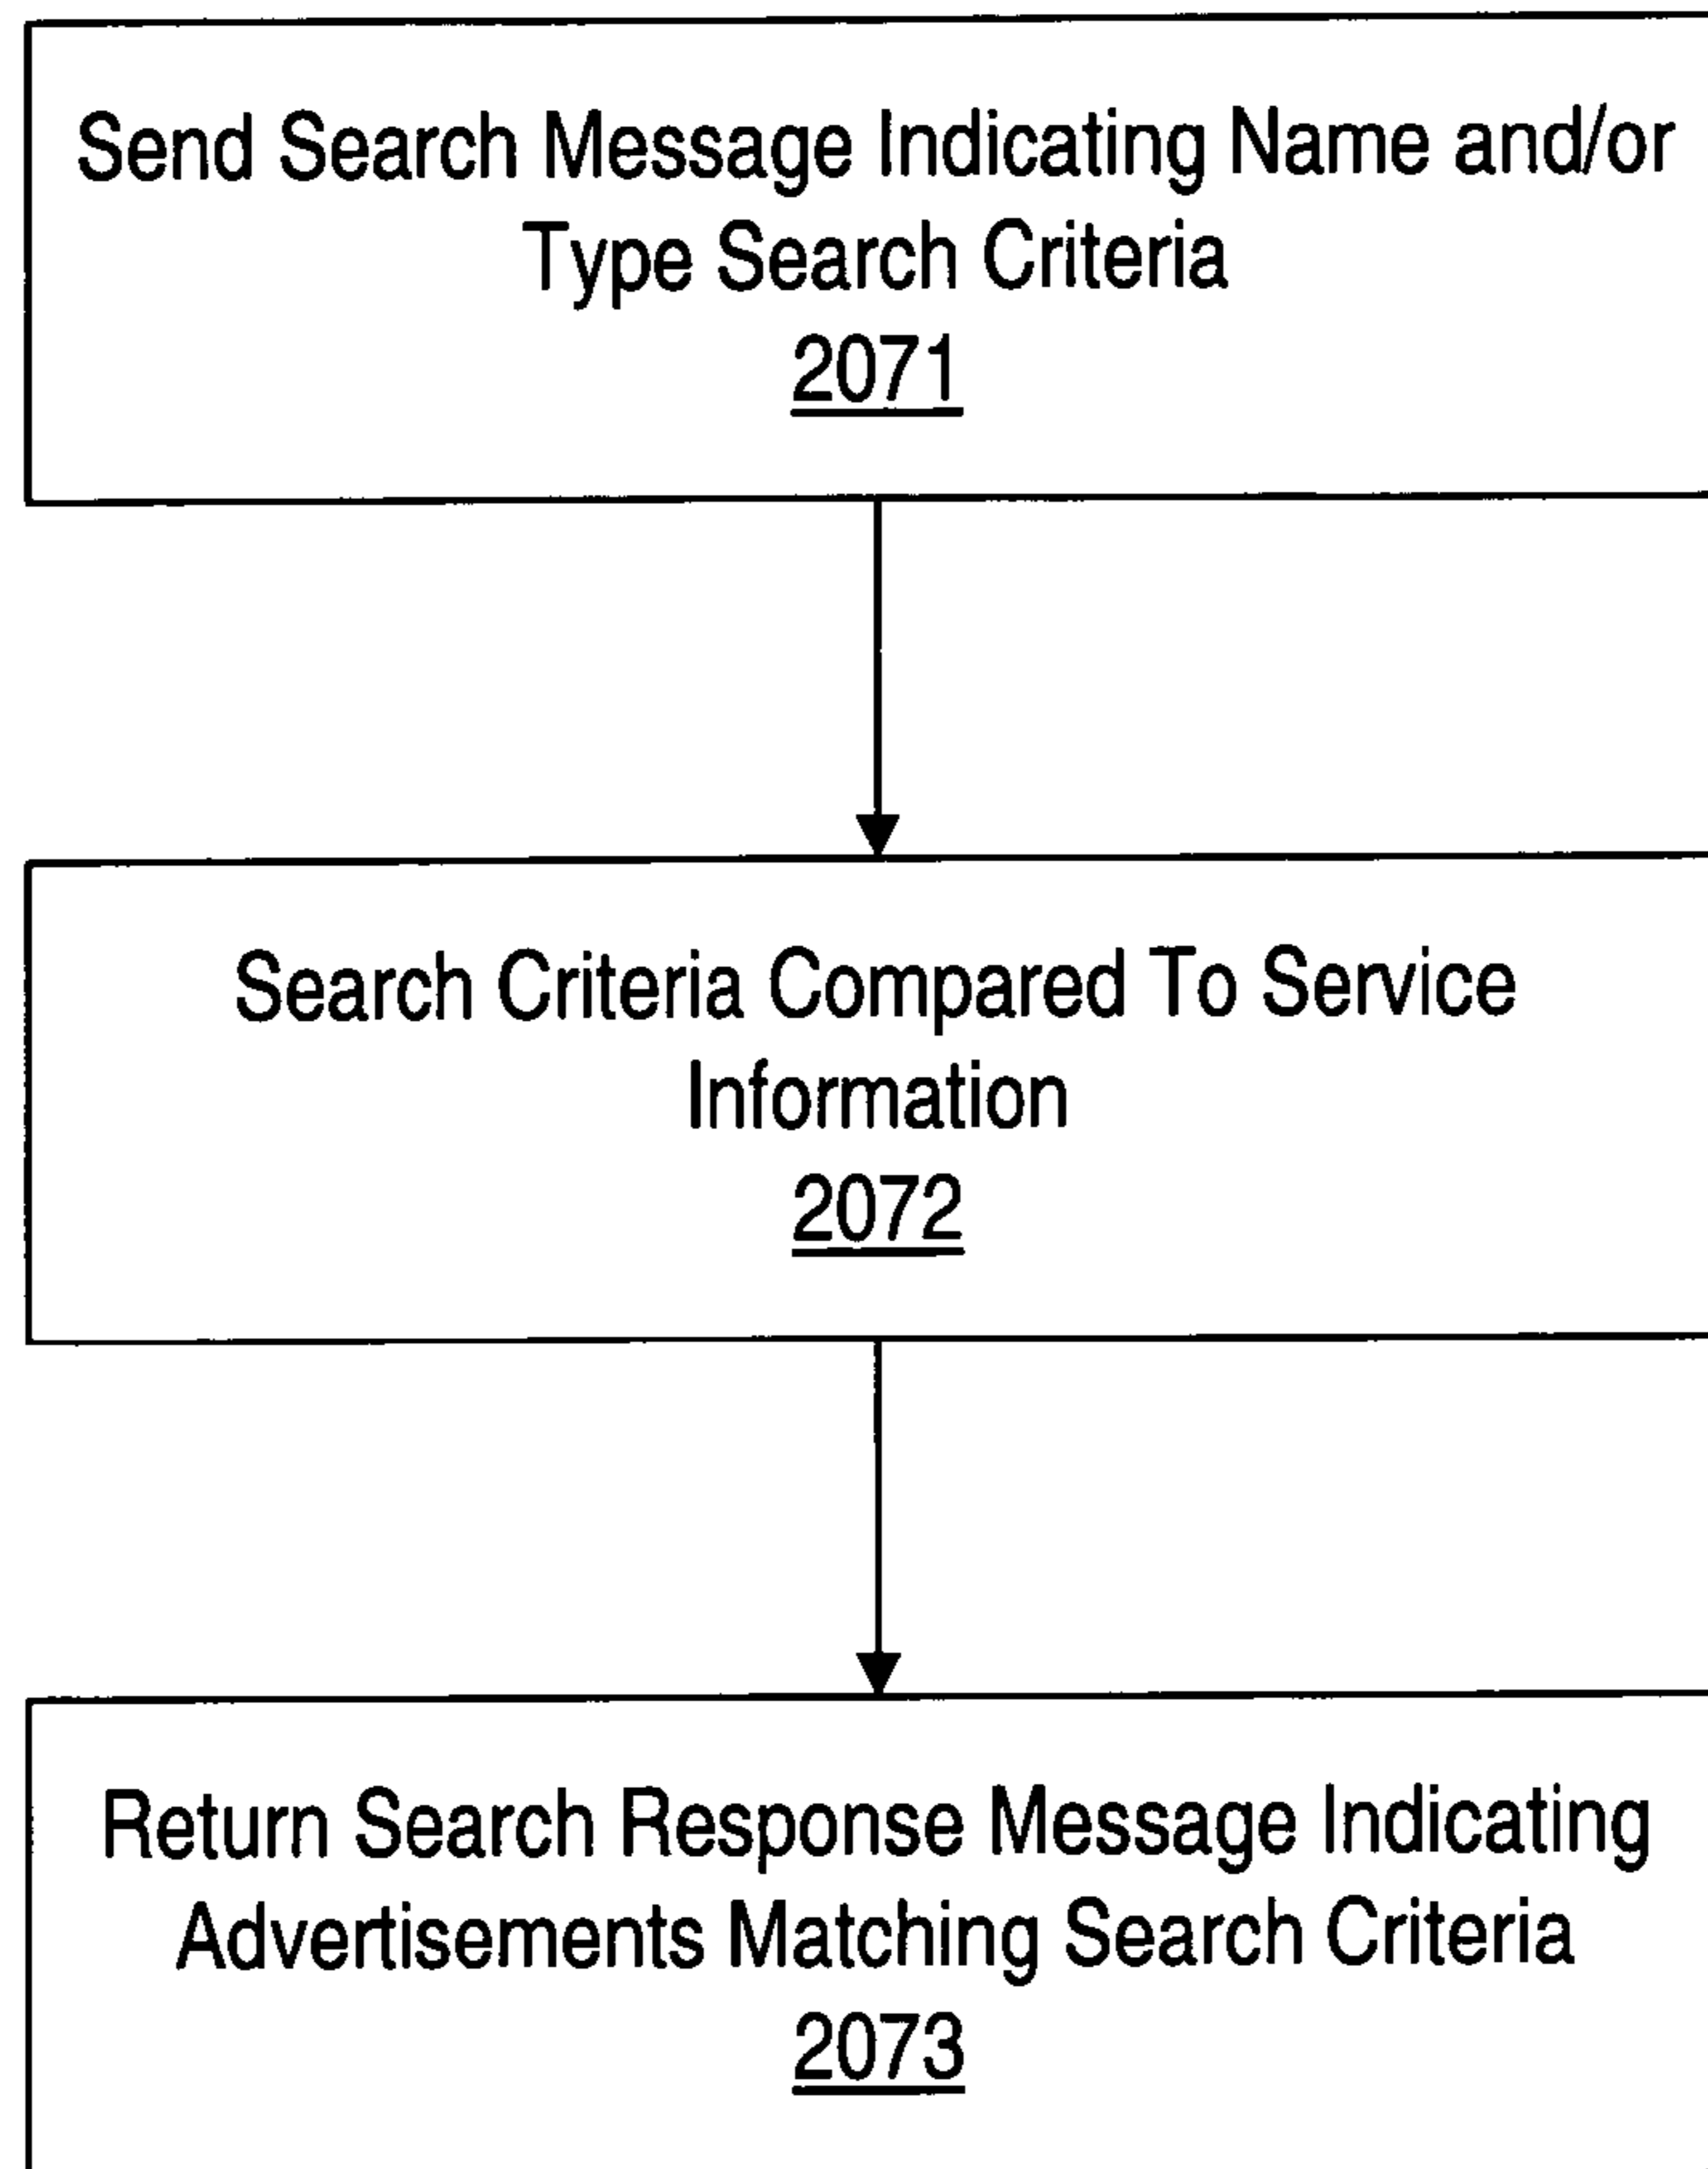 Send Search Message Indicating Name and/or
Type Search Criteria
2071
Search Criteria Compared To Service
Information
2072
Return Search Response Message Indicating
Advertisements Matching Search Criteria
2073